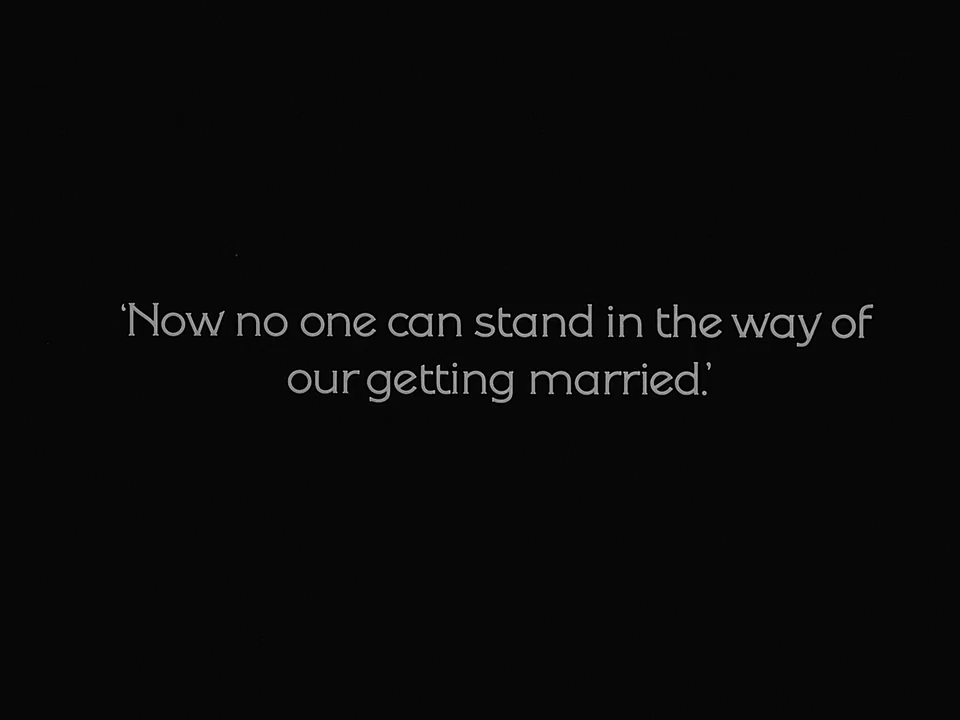 ‘Now no one can stand in the way of
our getting married.’